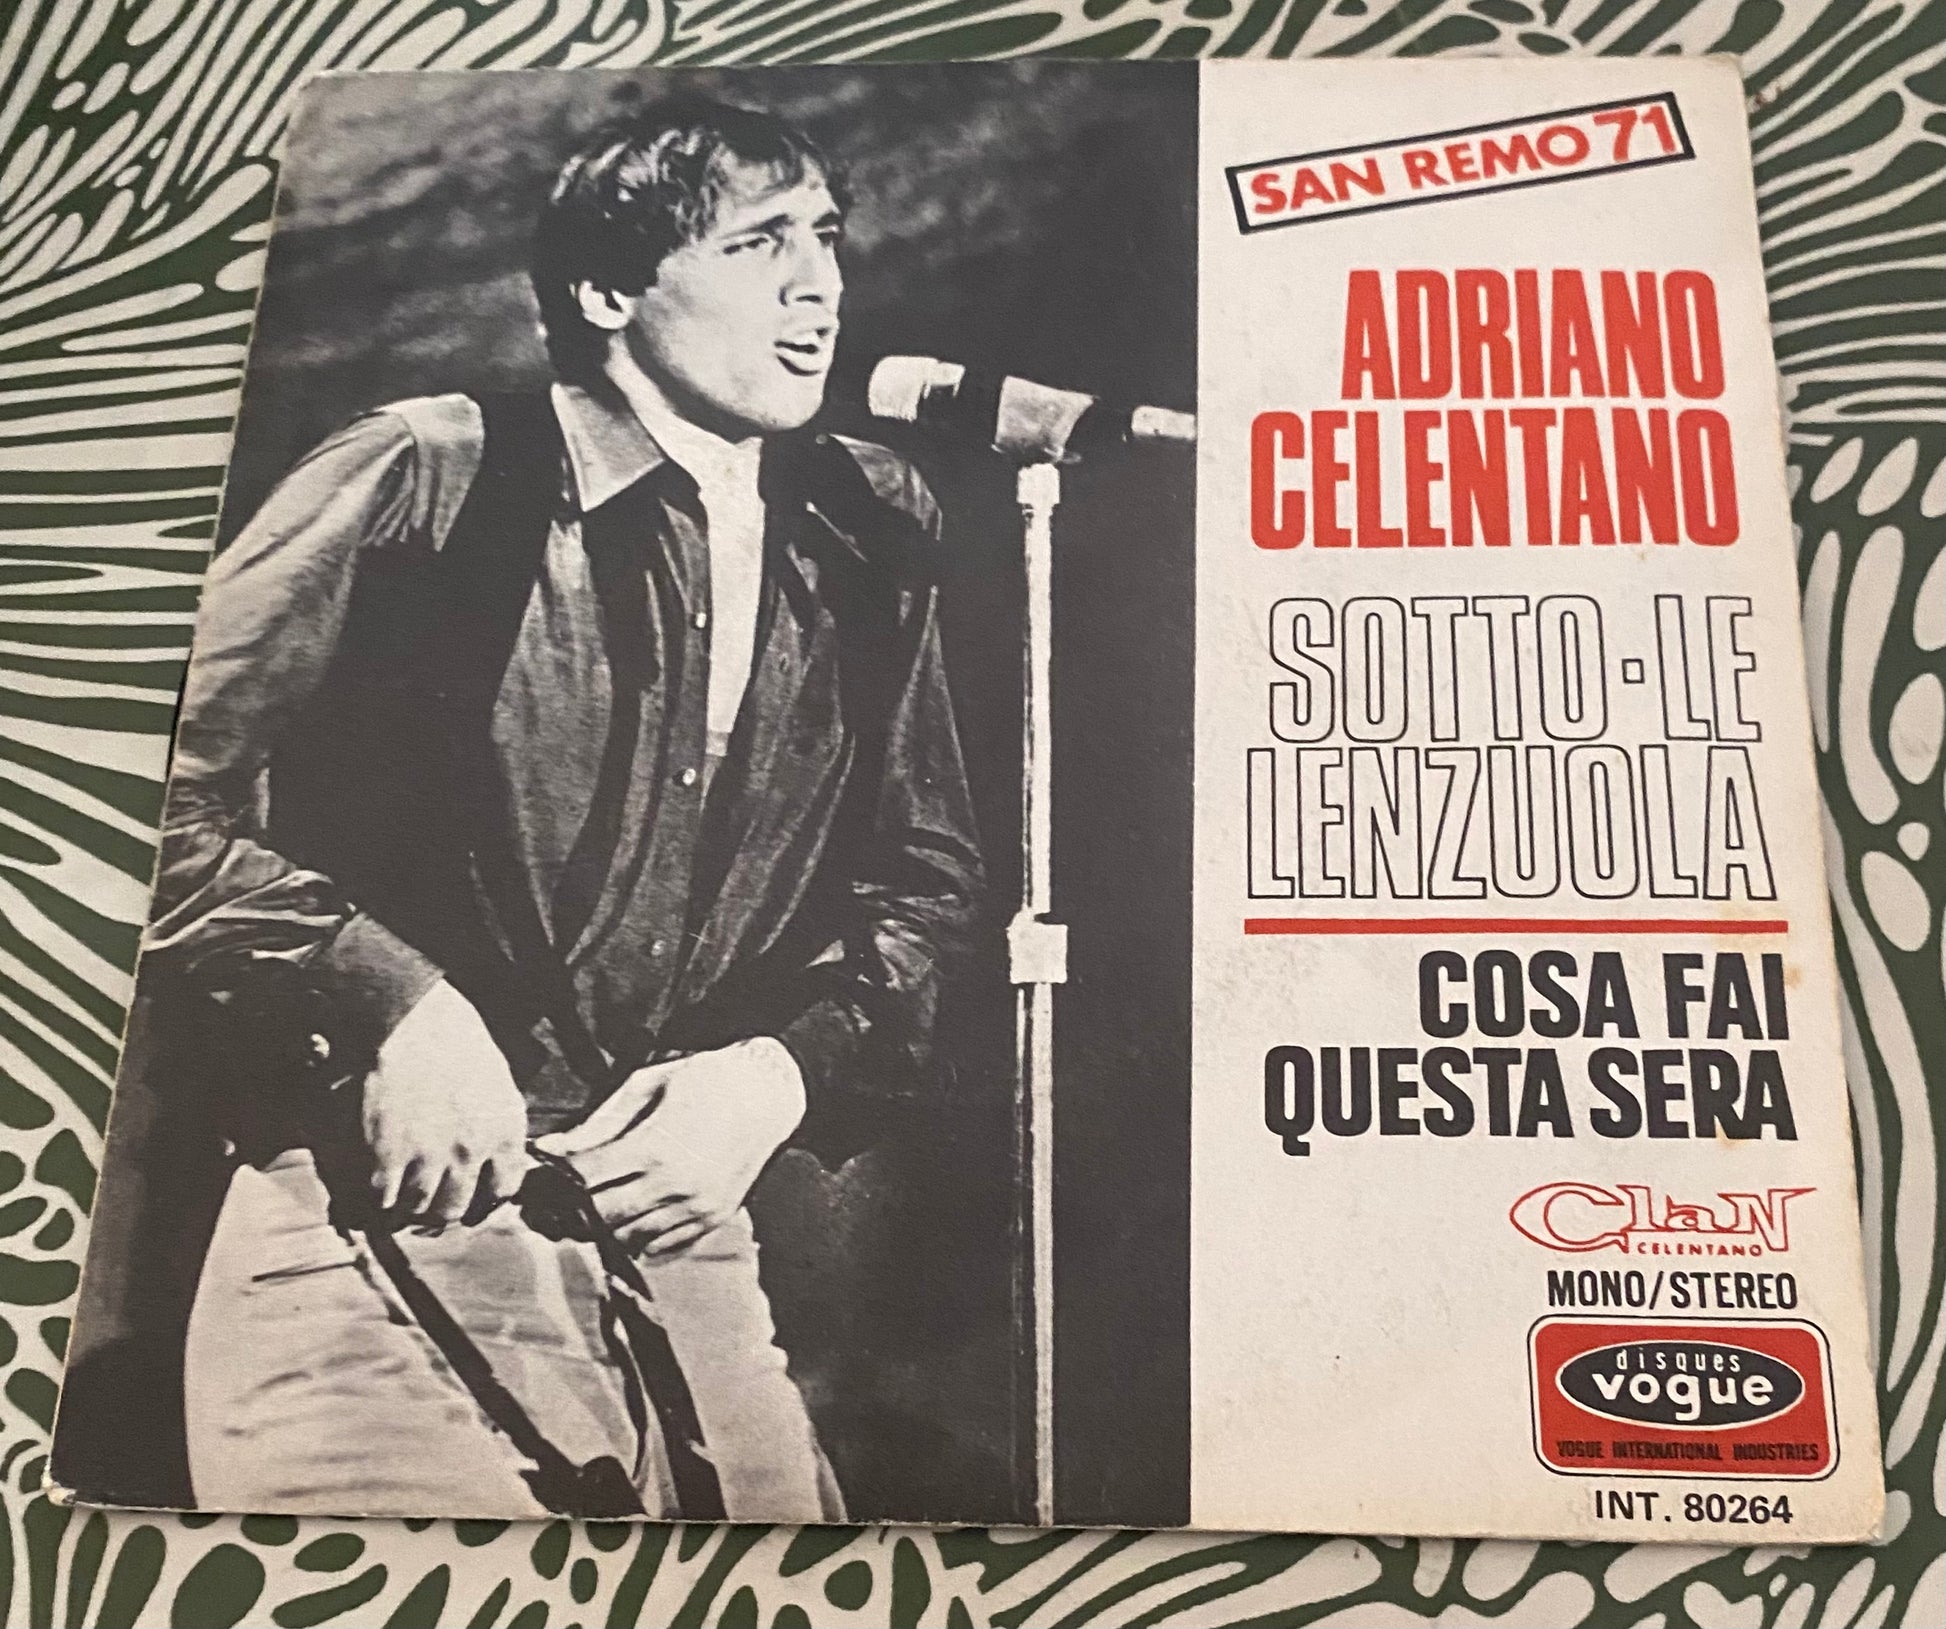 SAN REMO 71
ADRIANO
CELENTANO
SOTTO·LE
LENZUOLA
COSA FAI
QUESTA SERA
Clan
CELENTANO
MONO/STEREO
disques
vogue
VOGUE INTERNATIONAL INDUSTRIES
INT. 80264